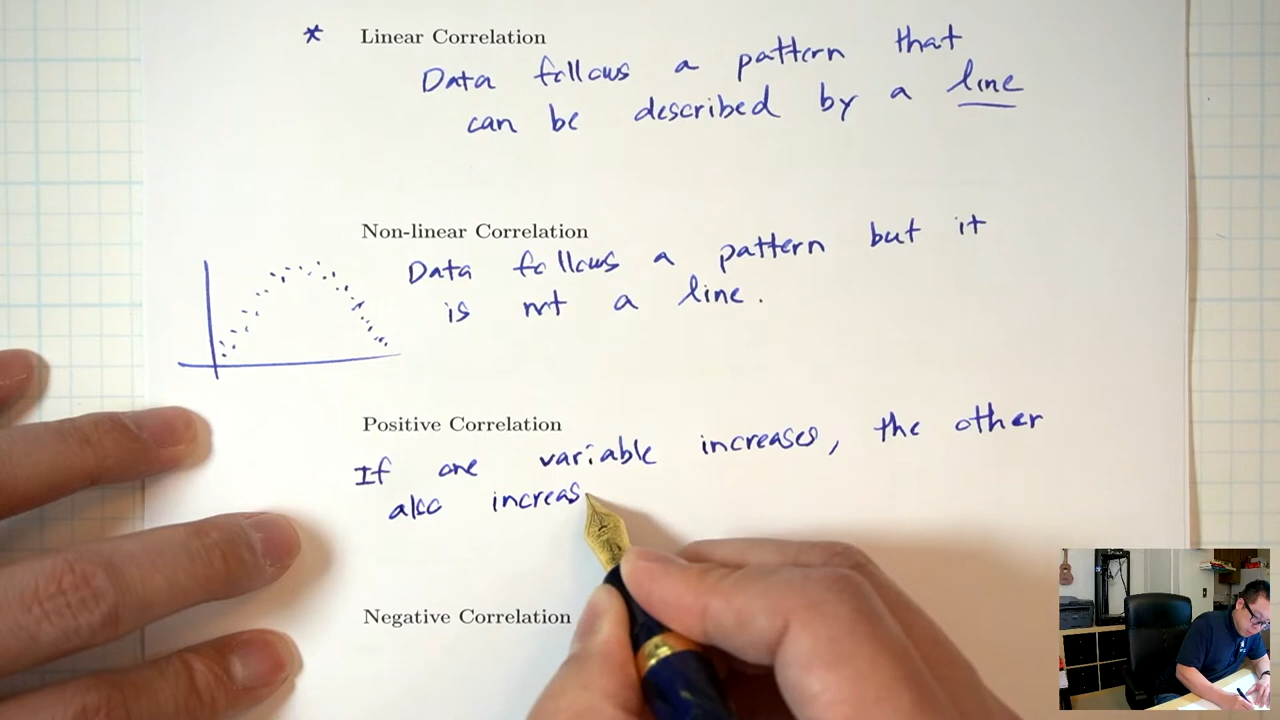 * Linear Correlation
Data follows a pattern that
can be described by a line
Non-linear Correlation
Data follows a pattern but it
is not a line.
Positive Correlation
If one variable increases, the other
also increas
Negative Correlation